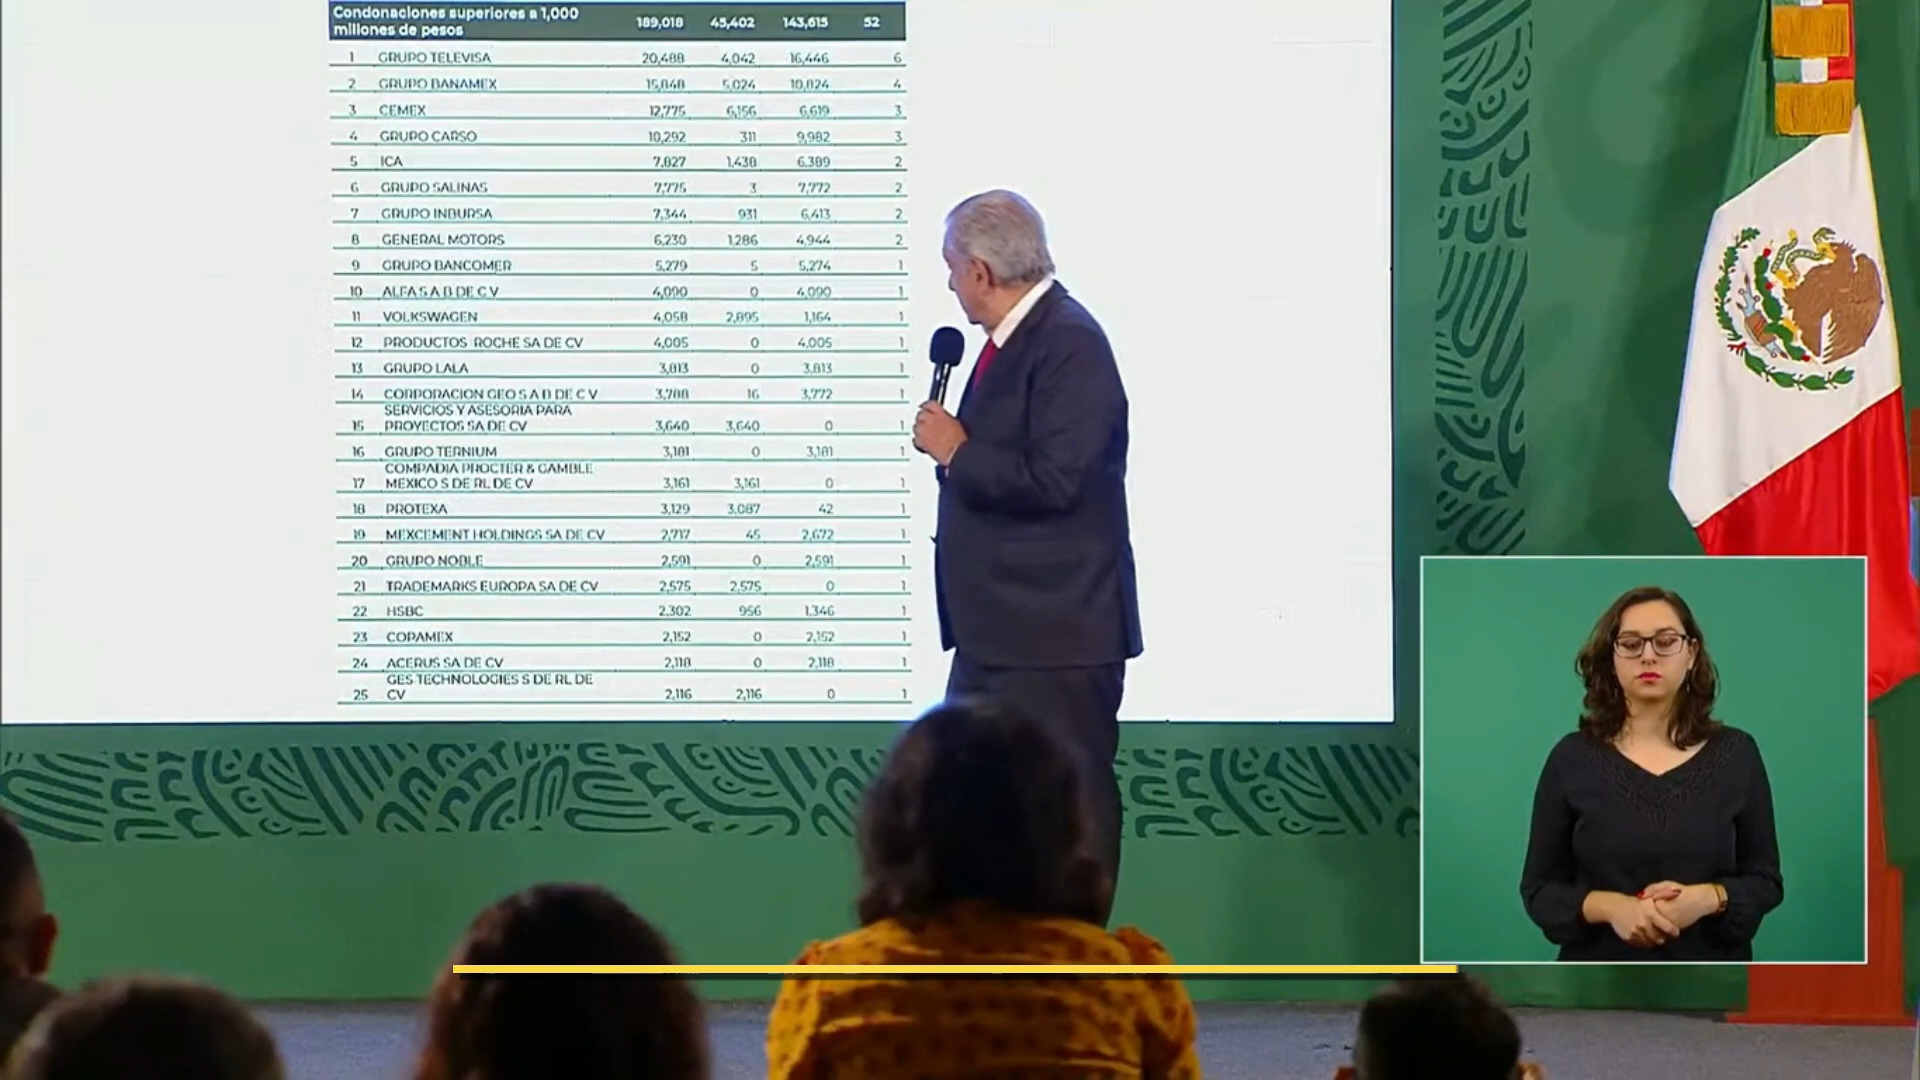 Condonaciones superiores a 1,000 millones de pesos 189,018 45,402 143,615 52
1 GRUPO TELEVISA 20,488 4,042 16,446 6
2 GRUPO BANAMEX 15,848 5,024 10,824 4
3 CEMEX 12,775 6,156 6,619 3
4 GRUPO CARSO 10,292 311 9,982 3
5 ICA 7,827 1,438 6,389 2
6 GRUPO SALINAS 7,775 3 7,772 2
7 GRUPO INBURSA 7,344 931 6,413 2
8 GENERAL MOTORS 6,230 1,286 4,944 2
9 GRUPO BANCOMER 5,279 5 5,274 1
10 ALFA S A B DE C V 4,090 0 4,090 1
11 VOLKSWAGEN 4,058 2,895 1,164 1
12 PRODUCTOS ROCHE SA DE CV 4,005 0 4,005 1
13 GRUPO LALA 3,813 0 3,813 1
14 CORPORACION GEO S A B DE C V 3,788 16 3,772 1
SERVICIOS Y ASESORIA PARA
15 PROYECTOS SA DE CV 3,640 3,640 0 1
16 GRUPO TERNIUM 3,181 0 3,181 1
COMPADIA PROCTER & GAMBLE
17 MEXICO S DE RL DE CV 3,161 3,161 0 1
18 PROTEXA 3,129 3,087 42 1
19 MEXCEMENT HOLDINGS SA DE CV 2,717 45 2,672 1
20 GRUPO NOBLE 2,591 0 2,591 1
21 TRADEMARKS EUROPA SA DE CV 2,575 2,575 0 1
22 HSBC 2,302 956 1,346 1
23 COPAMEX 2,152 0 2,152 1
24 ACERUS SA DE CV 2,118 0 2,118 1
GES TECHNOLOGIES S DE RL DE
25 CV 2,116 2,116 0 1